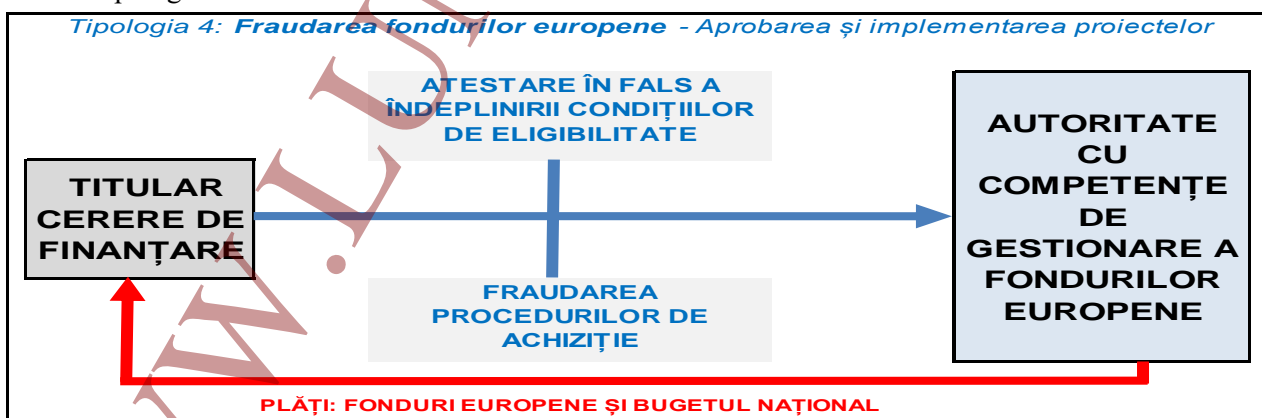 Tipologia 4: Fraudarea fondurilor europene - Aprobarea și implementarea proiectelor
ATESTARE ÎN FALS A
ÎNDEPLINIRII CONDIȚIILOR
DE ELIGIBILITATE
TITULAR
CERERE DE
FINANȚARE
FRAUDAREA
PROCEDURILOR DE
ACHIZIȚIE
AUTORITATE
CU
COMPETENȚE
DE
GESTIONARE A
FONDURILOR
EUROPENE
PLĂȚI: FONDURI EUROPENE ȘI BUGETUL NAȚIONAL
W.LU